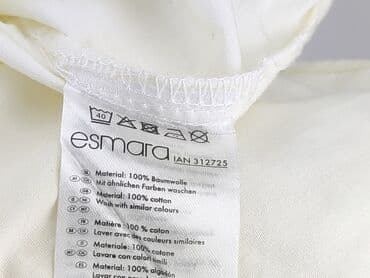 40
esmara IAN 312725
Material: 100% Baumwolle
Mit ähnlichen Farben waschen
Material: 100% cotton
Wash with similar colours
Matière: 100 % coton
Laver avec des couleurs similaires
Materiale: 100% cotone
Lavare con colori simili
Material: 100% algodón